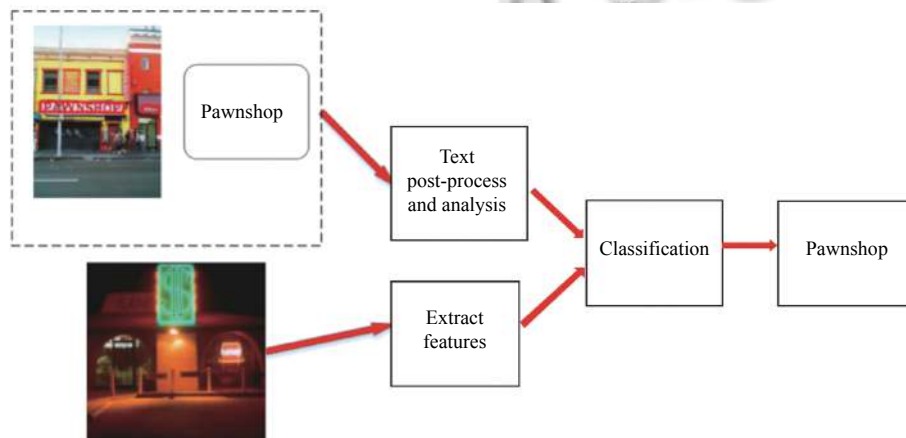 PAWNSHOP
Pawnshop
Text
post-process
and analysis
Classification
Pawnshop
Extract
features